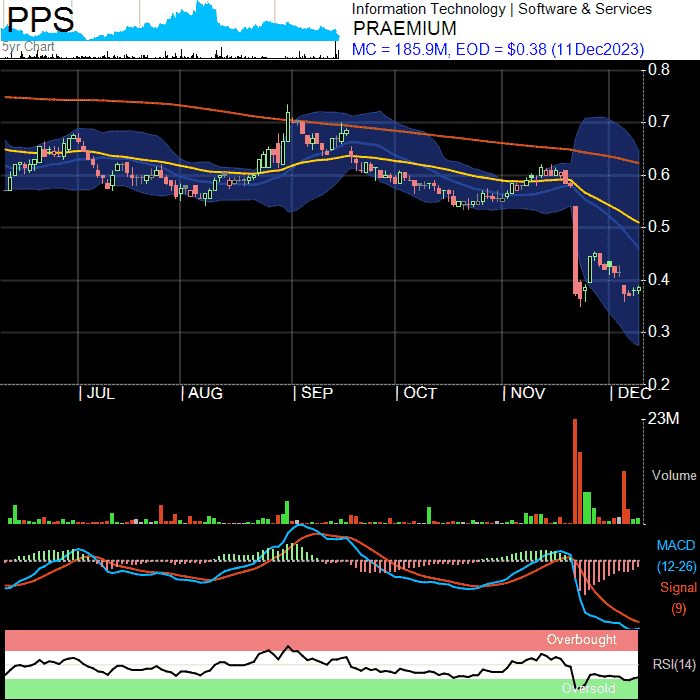 PPS
5yr Chart
Information Technology | Software & Services
PRAEMIUM
MC = 185.9M, EOD = $0.38 (11Dec2023)
0.8
0.7
0.6
0.5
0.4
0.3
0.2
JUL
AUG
SEP
OCT
NOV
DEC
23M
Volume
MACD
(12-26)
Signal
(9)
Overbought
RSI(14)
Oversold